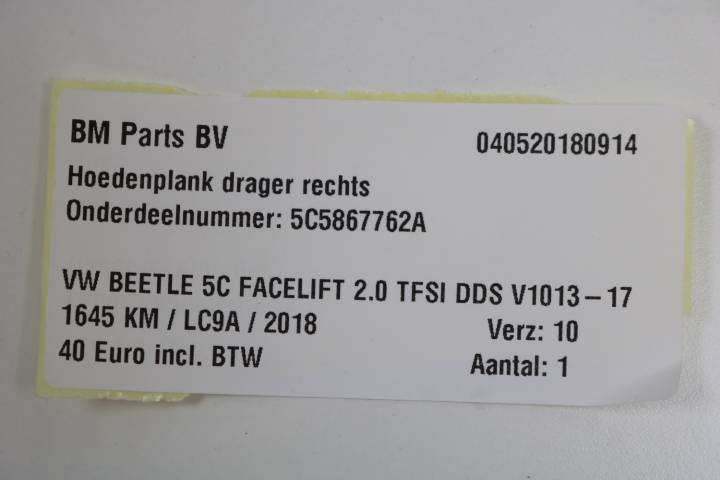 BM Parts BV 040520180914
Hoedenplank drager rechts
Onderdeelnummer: 5C5867762A
VW BEETLE 5C FACELIFT 2.0 TFSI DDS V1013-17
1645 KM / LC9A / 2018 Verz: 10
40 Euro incl. BTW Aantal: 1